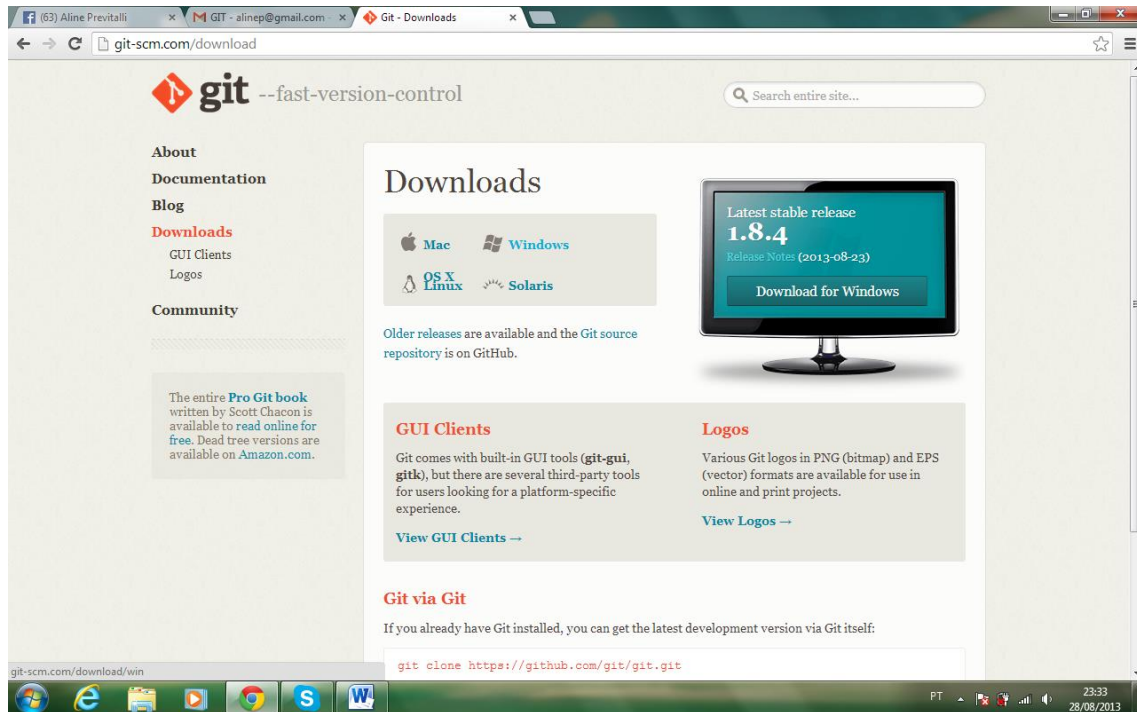 (63) Aline Previtalli
GIT - alinep@gmail.com -
Git - Downloads
git-scm.com/download
git --fast-version-control
Search entire site...
About
Documentation
Blog
Downloads
GUI Clients
Logos
Community
The entire Pro Git book
written by Scott Chacon is
available to read online for
free. Dead tree versions are
available on Amazon.com.
Downloads
Mac Windows
OS X
Linux Solaris
Older releases are available and the Git source
repository is on GitHub.
Latest stable release
1.8.4
Release Notes (2013-08-23)
Download for Windows
GUI Clients
Git comes with built-in GUI tools (git-gui,
gitk), but there are several third-party tools
for users looking for a platform-specific
experience.
View GUI Clients →
Logos
Various Git logos in PNG (bitmap) and EPS
(vector) formats are available for use in
online and print projects.
View Logos →
Git via Git
If you already have Git installed, you can get the latest development version via Git itself:
git clone https://github.com/git/git.git
git-scm.com/download/win
PT
23:33
28/08/2013